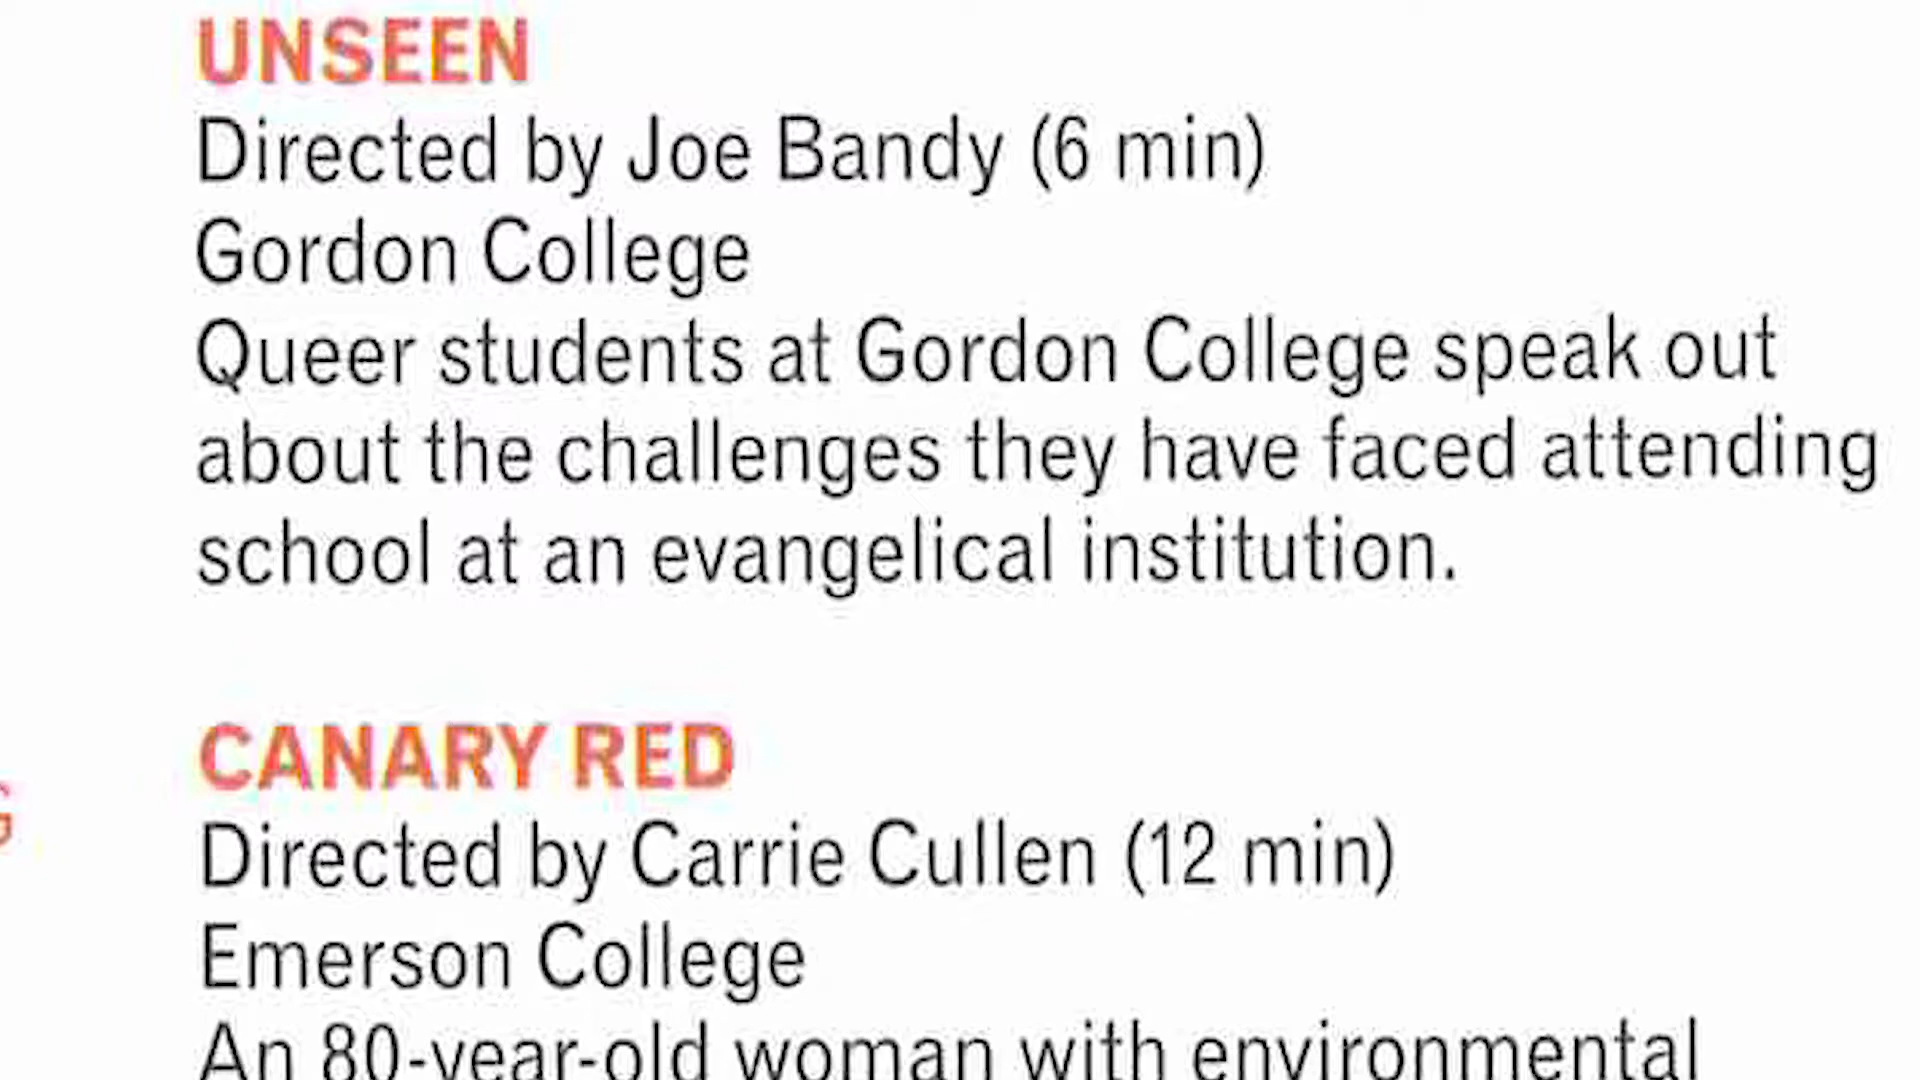 UNSEEN
Directed by Joe Bandy (6 min)
Gordon College
Queer students at Gordon College speak out
about the challenges they have faced attending
school at an evangelical institution.
CANARY RED
Directed by Carrie Cullen (12 min)
Emerson College
An 80-year-old woman with environmental